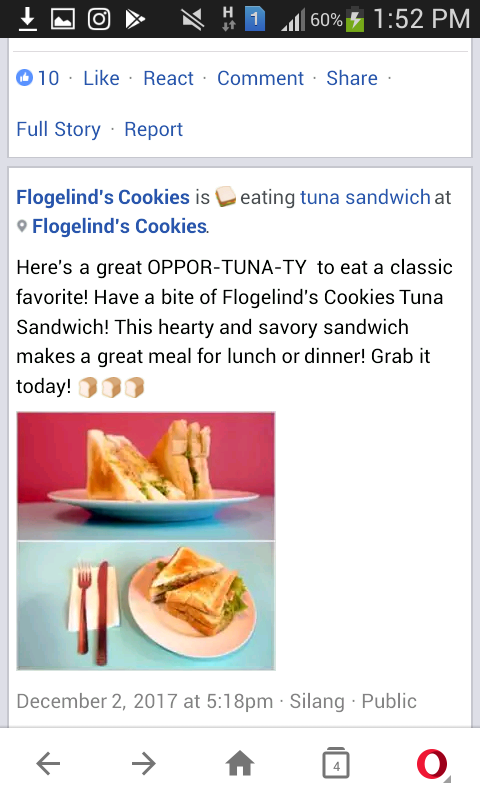 H 1 60% 1:52 PM
10 · Like · React · Comment · Share ·
Full Story · Report
Flogelind's Cookies is eating tuna sandwich at
Flogelind's Cookies.
Here's a great OPPOR-TUNA-TY to eat a classic
favorite! Have a bite of Flogelind's Cookies Tuna
Sandwich! This hearty and savory sandwich
makes a great meal for lunch or dinner! Grab it
today!
December 2, 2017 at 5:18pm · Silang · Public
4